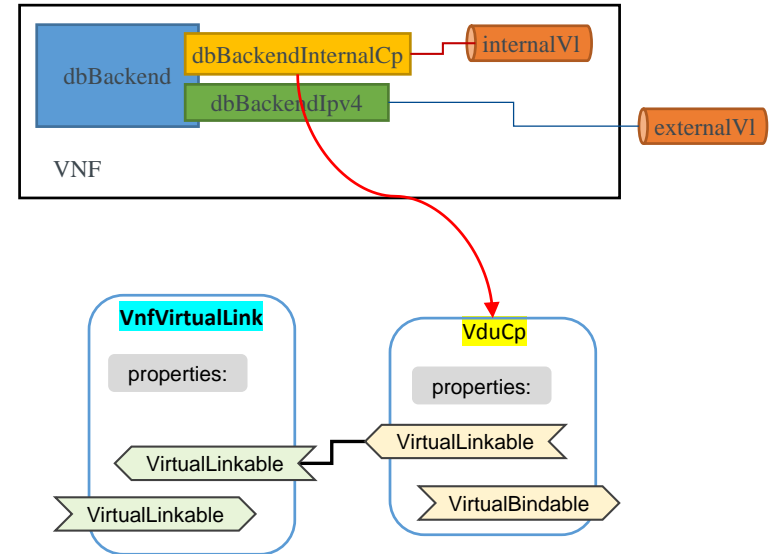 dbBackendInternalCp
internalVl
dbBackend
dbBackendIpv4
externalVl
VNF
VnfVirtualLink
VduCp
properties:
properties:
VirtualLinkable
VirtualLinkable
VirtualBindable
VirtualLinkable